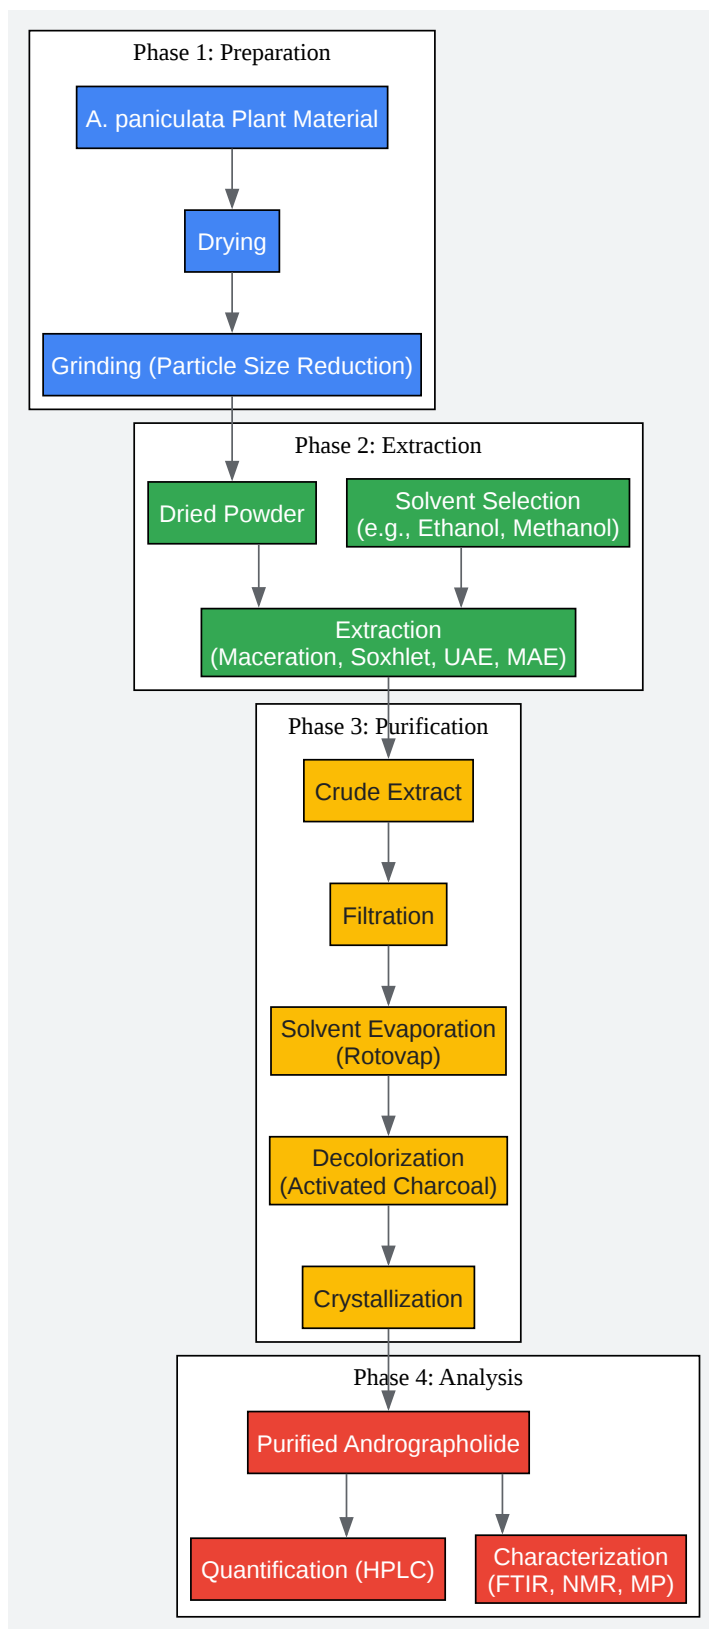 Phase 1: Preparation
A. paniculata Plant Material
Drying
Grinding (Particle Size Reduction)
Phase 2: Extraction
Dried Powder
Solvent Selection
(e.g., Ethanol, Methanol)
Extraction
(Maceration, Soxhlet, UAE, MAE)
Phase 3: Purification
Crude Extract
Filtration
Solvent Evaporation
(Rotovap)
Decolorization
(Activated Charcoal)
Crystallization
Phase 4: Analysis
Purified Andrographolide
Quantification (HPLC)
Characterization
(FTIR, NMR, MP)